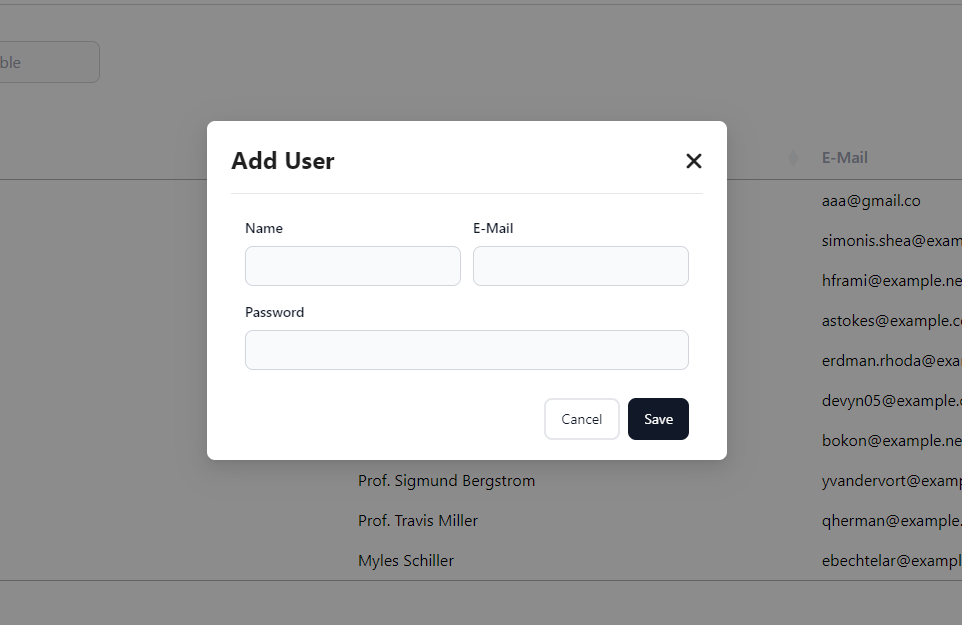 ble
Add User
E-Mail
aaa@gmail.co
Name
E-Mail
simonis.shea@exam
hframi@example.ne
Password
astokes@example.c
erdman.rhoda@exa
devyn05@example.
Cancel
Save
bokon@example.ne
Prof. Sigmund Bergstrom
yvandervort@examp
Prof. Travis Miller
qherman@example.
Myles Schiller
ebechtelar@exampl